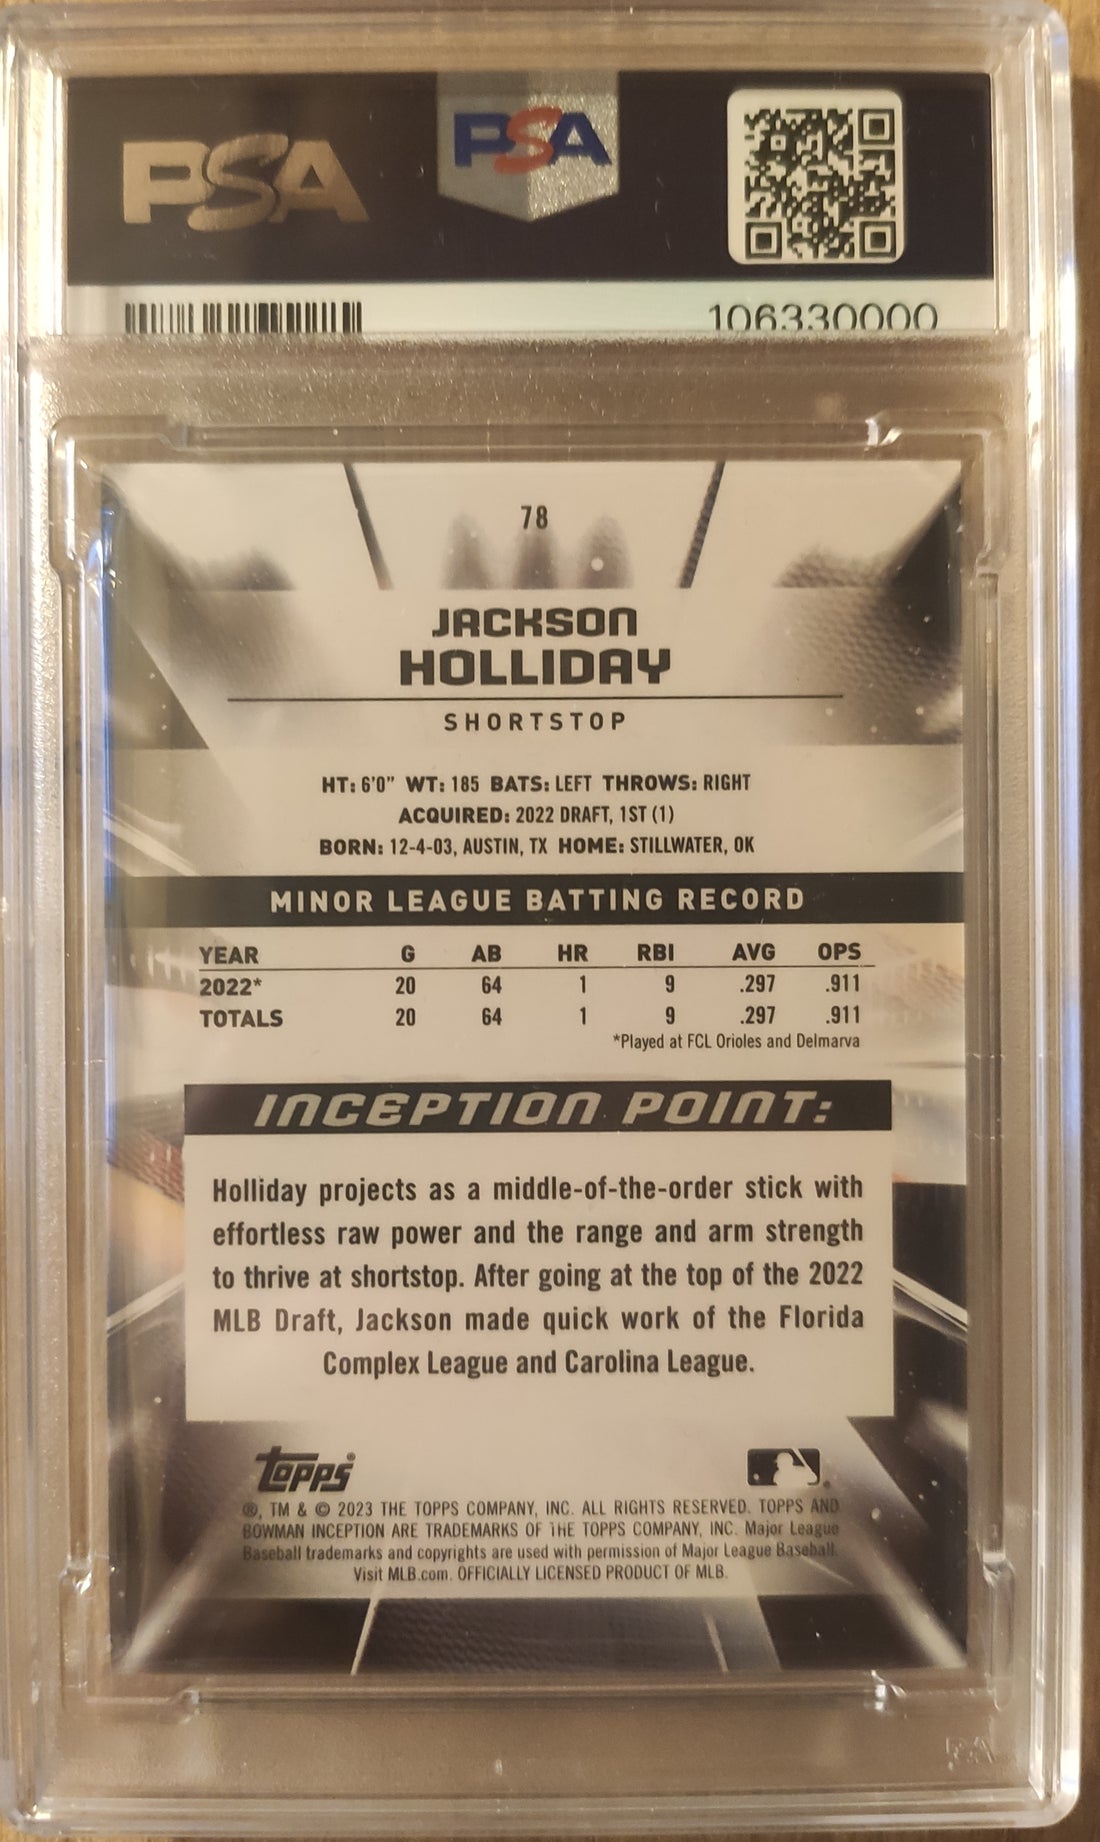 PSA
PSA
106330000
78
JACKSON
HOLLIDAY
SHORTSTOP
HT: 6'0" WT: 185 BATS: LEFT THROWS: RIGHT
ACQUIRED: 2022 DRAFT, 1ST (1)
BORN: 12-4-03, AUSTIN, TX HOME: STILLWATER, OK
MINOR LEAGUE BATTING RECORD
YEAR G AB HR RBI AVG OPS
2022* 20 64 1 9 .297 .911
TOTALS 20 64 1 9 .297 .911
*Played at FCL Orioles and Delmarva
INCEPTION POINT:
Holliday projects as a middle-of-the-order stick with
effortless raw power and the range and arm strength
to thrive at shortstop. After going at the top of the 2022
MLB Draft, Jackson made quick work of the Florida
Complex League and Carolina League.
Topps®
®, TM & © 2023 THE TOPPS COMPANY, INC. ALL RIGHTS RESERVED. TOPPS AND
BOWMAN INCEPTION ARE TRADEMARKS OF THE TOPPS COMPANY, INC. Major League
Baseball trademarks and copyrights are used with permission of Major League Baseball.
Visit MLB.com. OFFICIALLY LICENSED PRODUCT OF MLB.
PSA